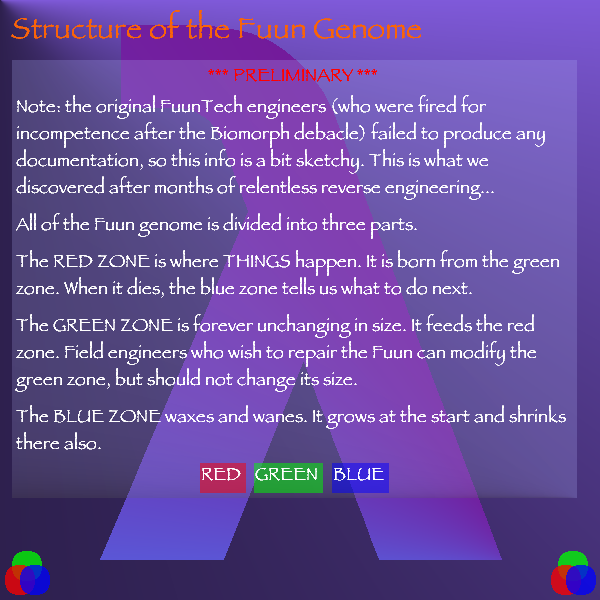 Structure of the Fuun Genome
*** PRELIMINARY ***
Note: the original FuunTech engineers (who were fired for
incompetence after the Biomorph debacle) failed to produce any
documentation, so this info is a bit sketchy. This is what we
discovered after months of relentless reverse engineering...
All of the Fuun genome is divided into three parts.
The RED ZONE is where THINGS happen. It is born from the green
zone. When it dies, the blue zone tells us what to do next.
The GREEN ZONE is forever unchanging in size. It feeds the red
zone. Field engineers who wish to repair the Fuun can modify the
green zone, but should not change its size.
The BLUE ZONE waxes and wanes. It grows at the start and shrinks
there also.
RED GREEN BLUE